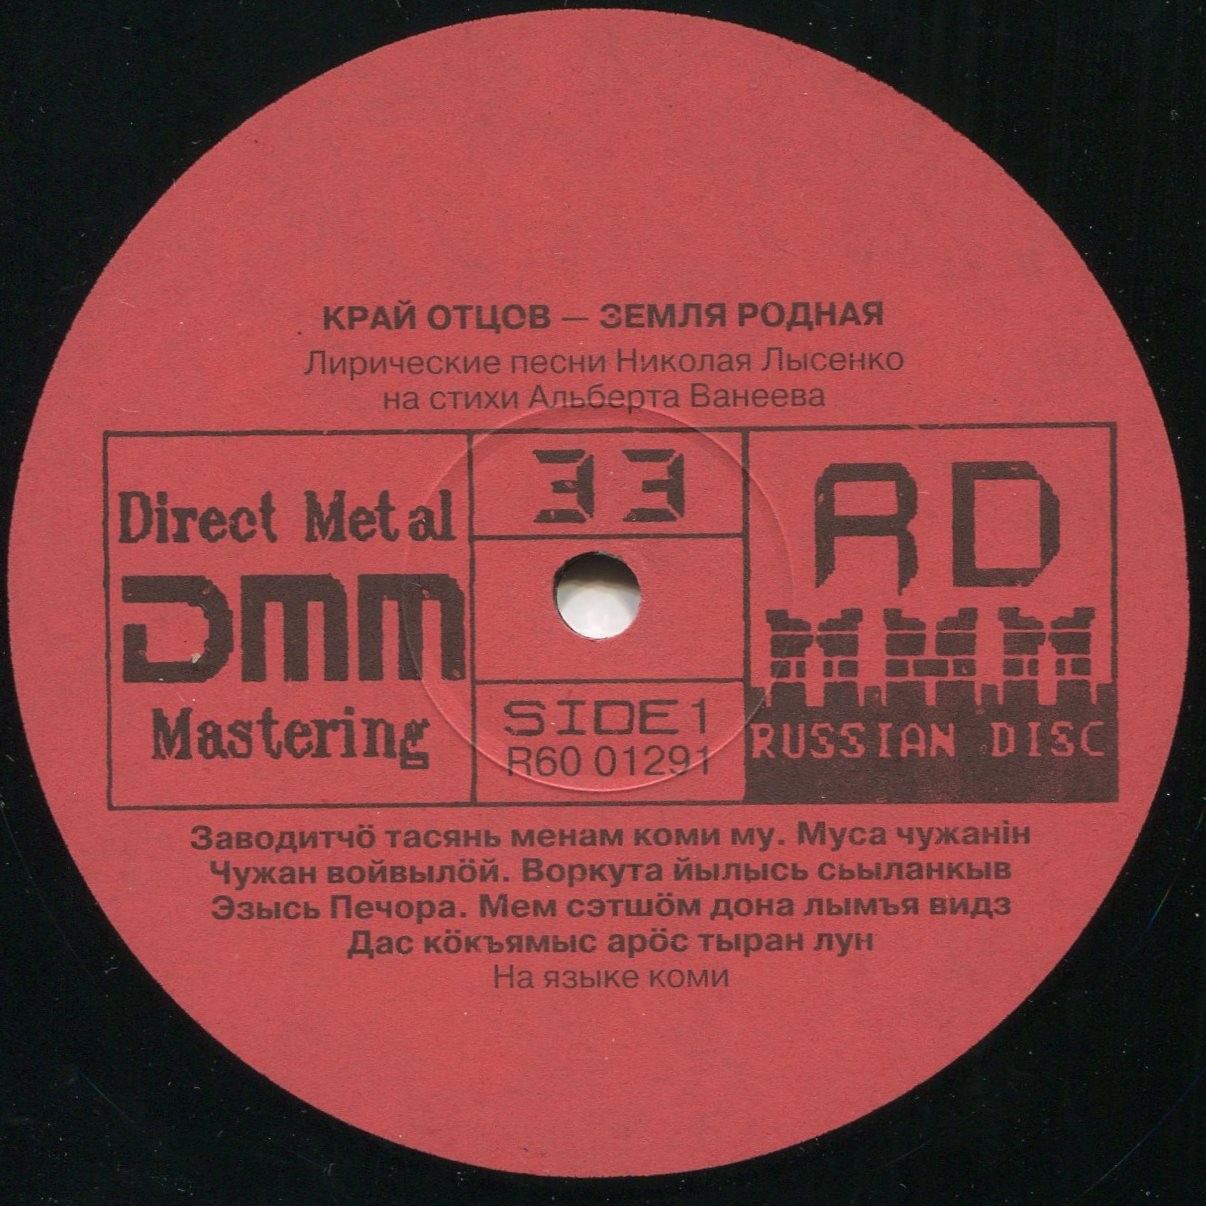 КРАЙ ОТЦОВ — ЗЕМЛЯ РОДНАЯ
Лирические песни Николая Лысенко
на стихи Альберта Ванеева
Direct Metal
DMM
Mastering
33
SIDE 1
R60 01291
RD
RUSSIAN DISC
Заводитчӧ тасянь менам коми му. Муса чужанiн
Чужан войвылӧй. Воркута йылысь сьыланкыв
Эзысь Печора. Мем сэтшӧм дона лымъя видз
Дас кӧкъямыс арӧс тыран лун
На языке коми